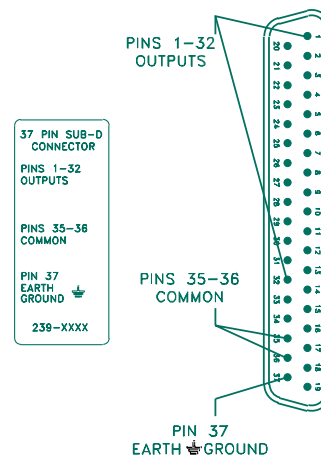 PINS 1-32
OUTPUTS
37 PIN SUB-D
CONNECTOR
PINS 1-32
OUTPUTS
PINS 35-36
COMMON
PIN 37
EARTH
GROUND
239-XXXX
PINS 35-36
COMMON
PIN 37
EARTH GROUND
1
20
2
21
3
22
4
23
5
24
6
25
7
26
8
27
9
28
10
29
11
30
12
31
13
32
14
33
15
34
16
35
17
36
18
37
19